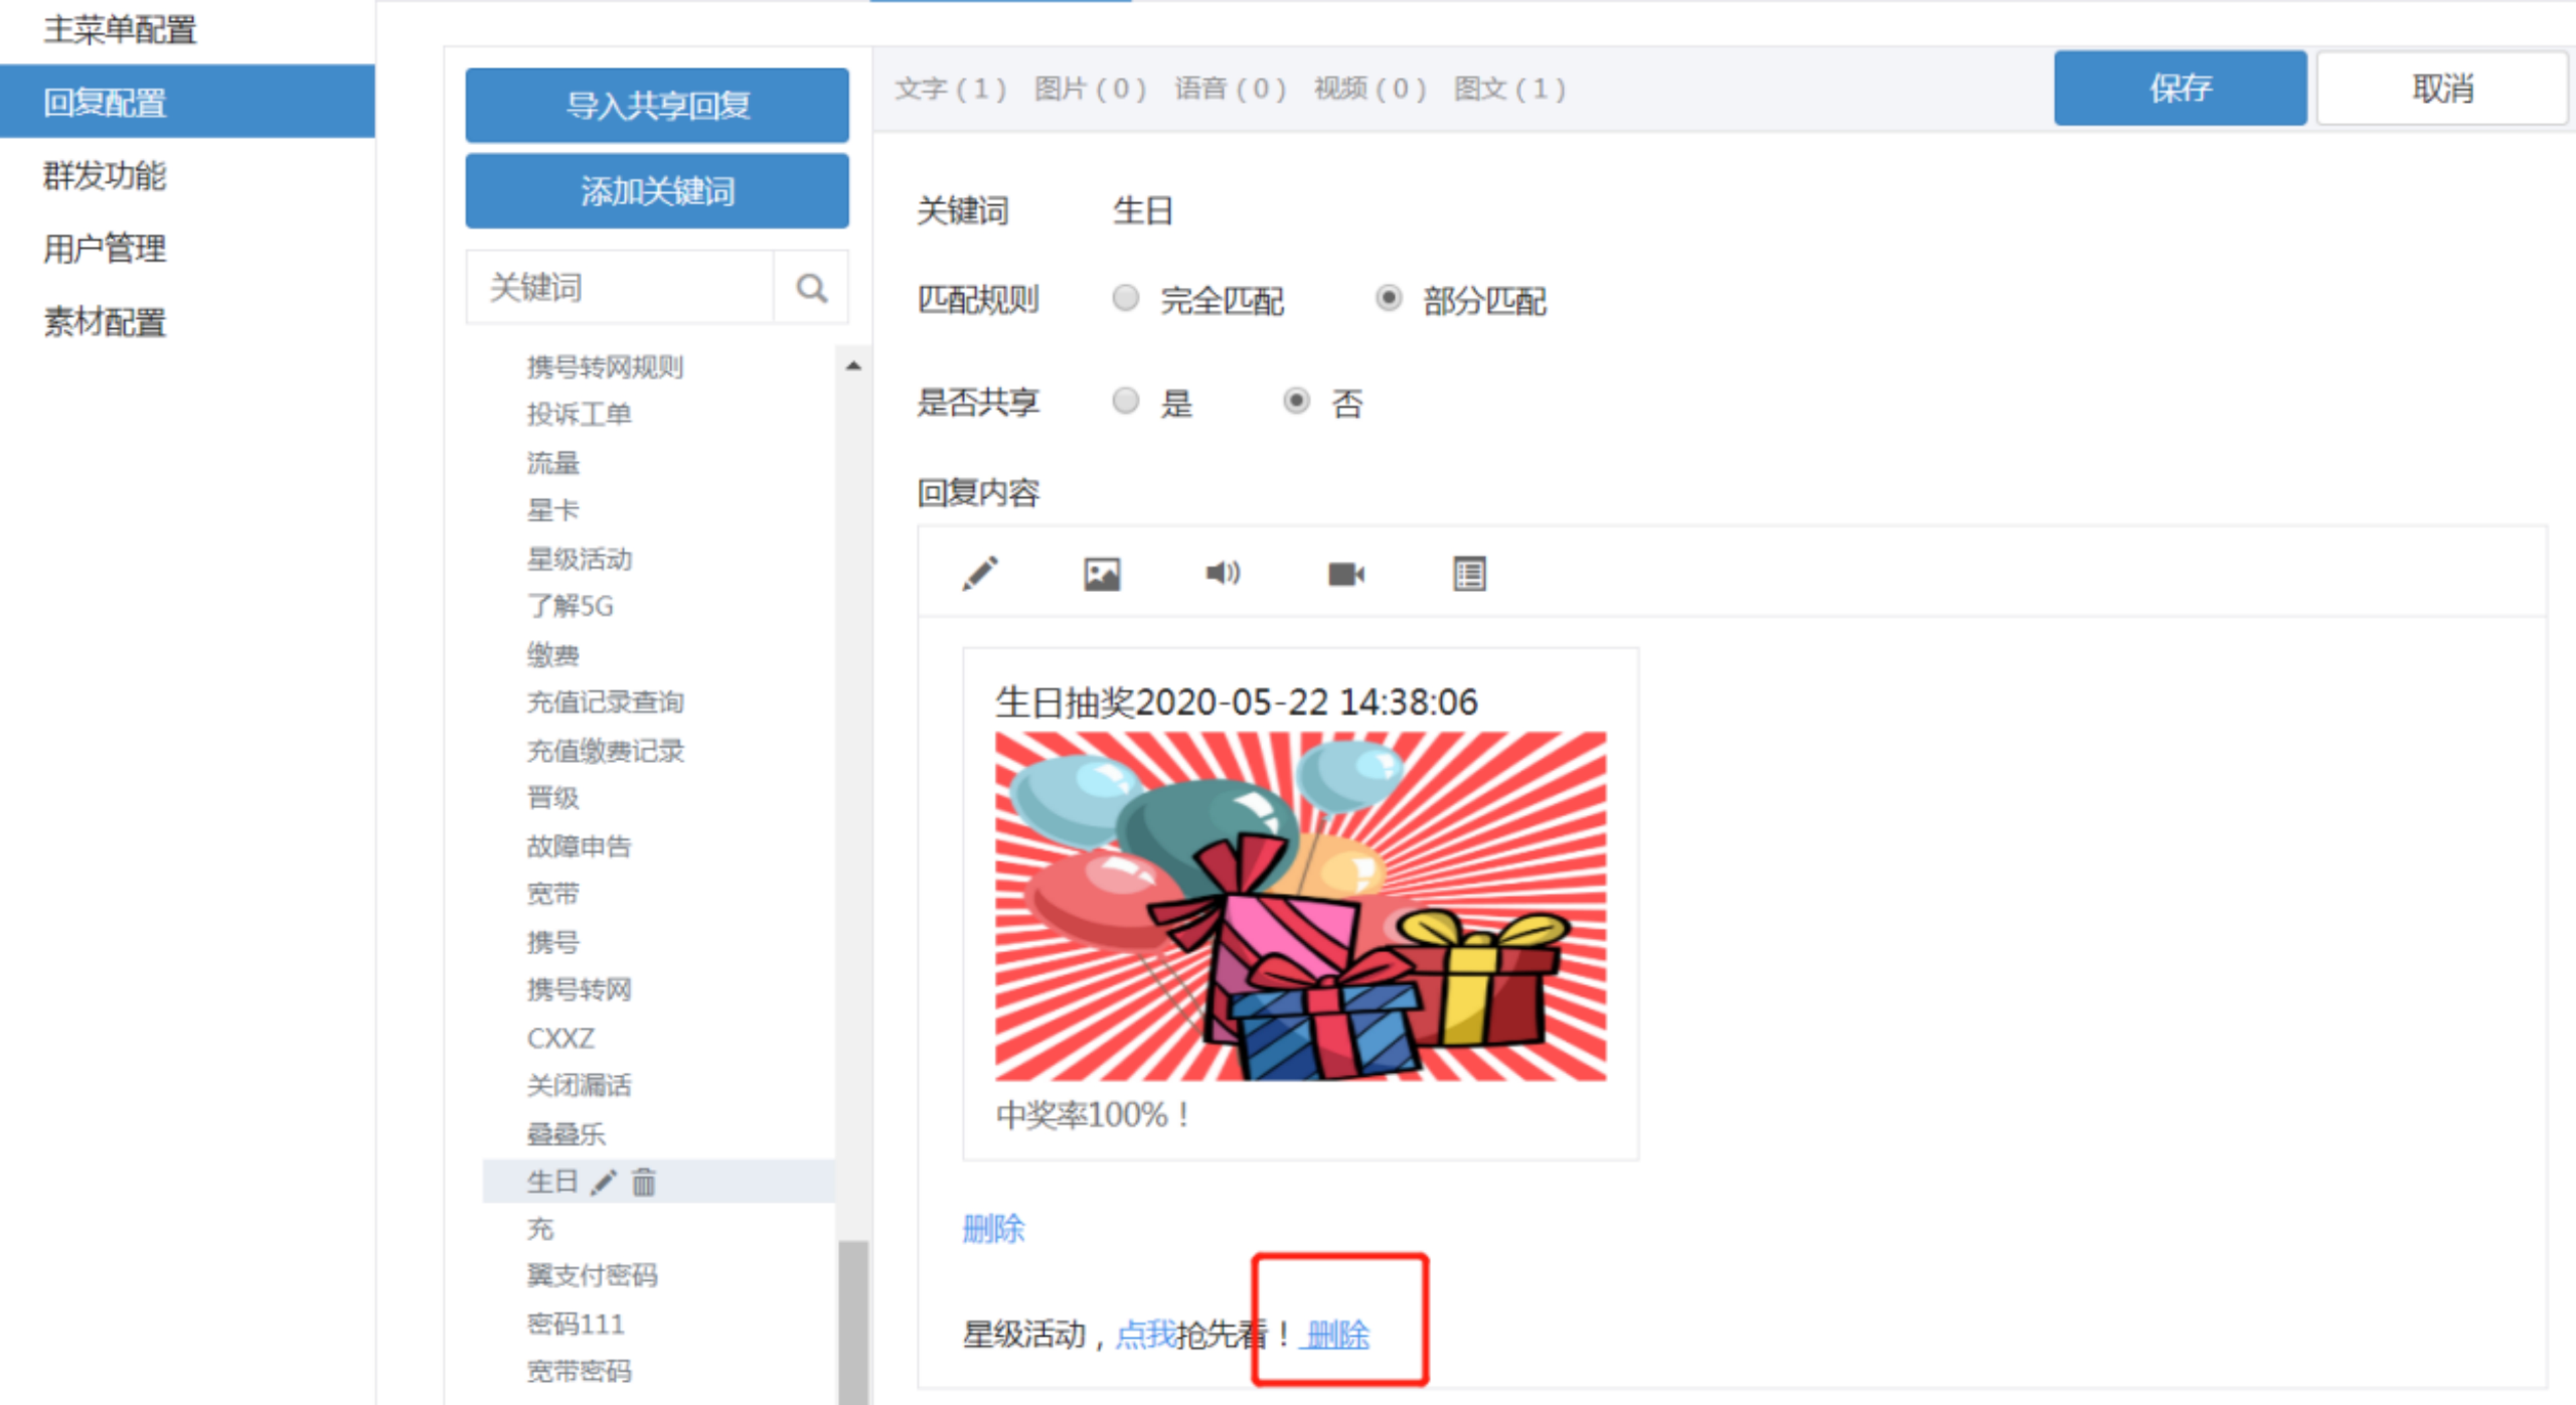 主菜单配置
回复配置
群发功能
用户管理
素材配置
导入共享回复
添加关键词
关键词
携号转网规则
投诉工单
流量
星卡
星级活动
了解5G
缴费
充值记录查询
充值缴费记录
晋级
故障申告
宽带
携号
携号转网
CXXZ
关闭漏话
叠叠乐
生日
充
翼支付密码
密码111
宽带密码
文字(1) 图片(0) 语音(0) 视频(0) 图文(1)
保存
取消
关键词 生日
匹配规则 完全匹配 部分匹配
是否共享 是 否
回复内容
生日抽奖2020-05-22 14:38:06
中奖率100%！
删除
星级活动，点我抢先看！ 删除